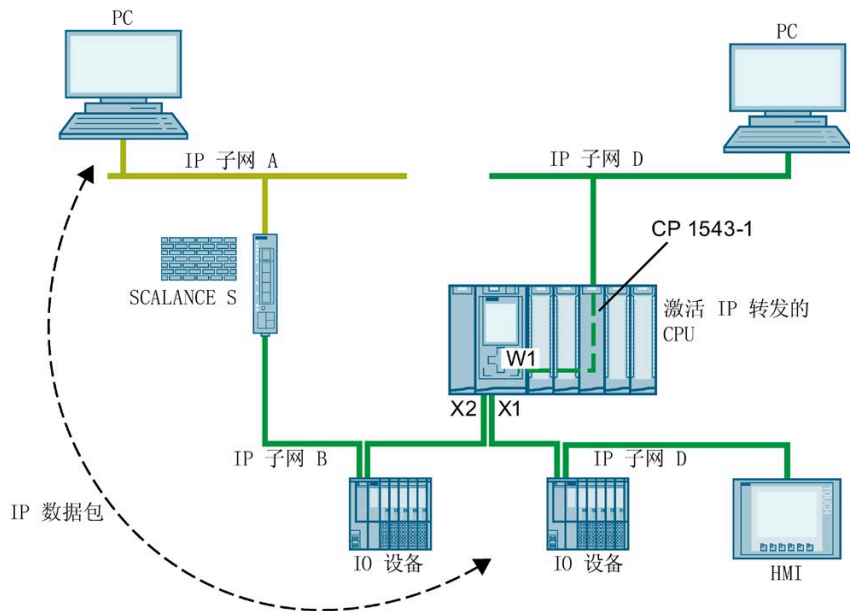 PC
PC
IP 子网 A
IP 子网 D
CP 1543-1
SCALANCE S
激活 IP 转发的
CPU
W1
X2
X1
IP 子网 B
IP 子网 D
IP 数据包
IO 设备
IO 设备
HMI